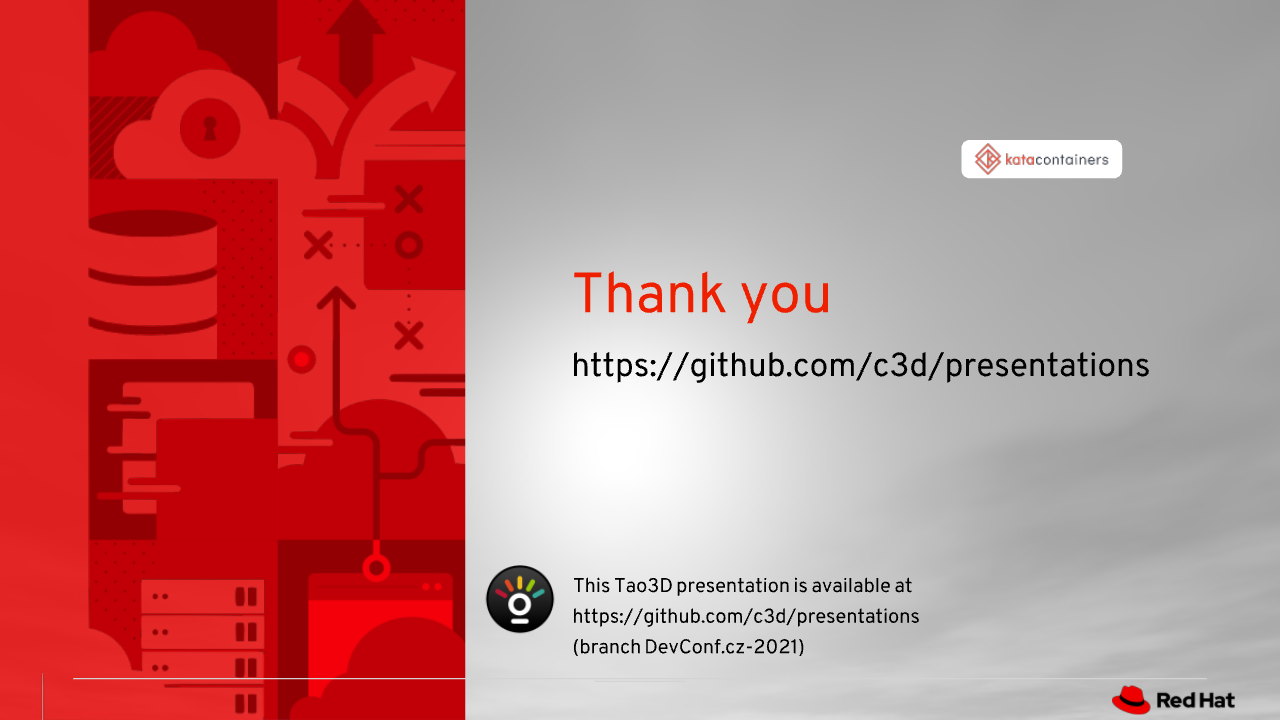 katacontainers
Thank you
https://github.com/c3d/presentations
This Tao3D presentation is available at
https://github.com/c3d/presentations
(branch DevConf.cz-2021)
Red Hat